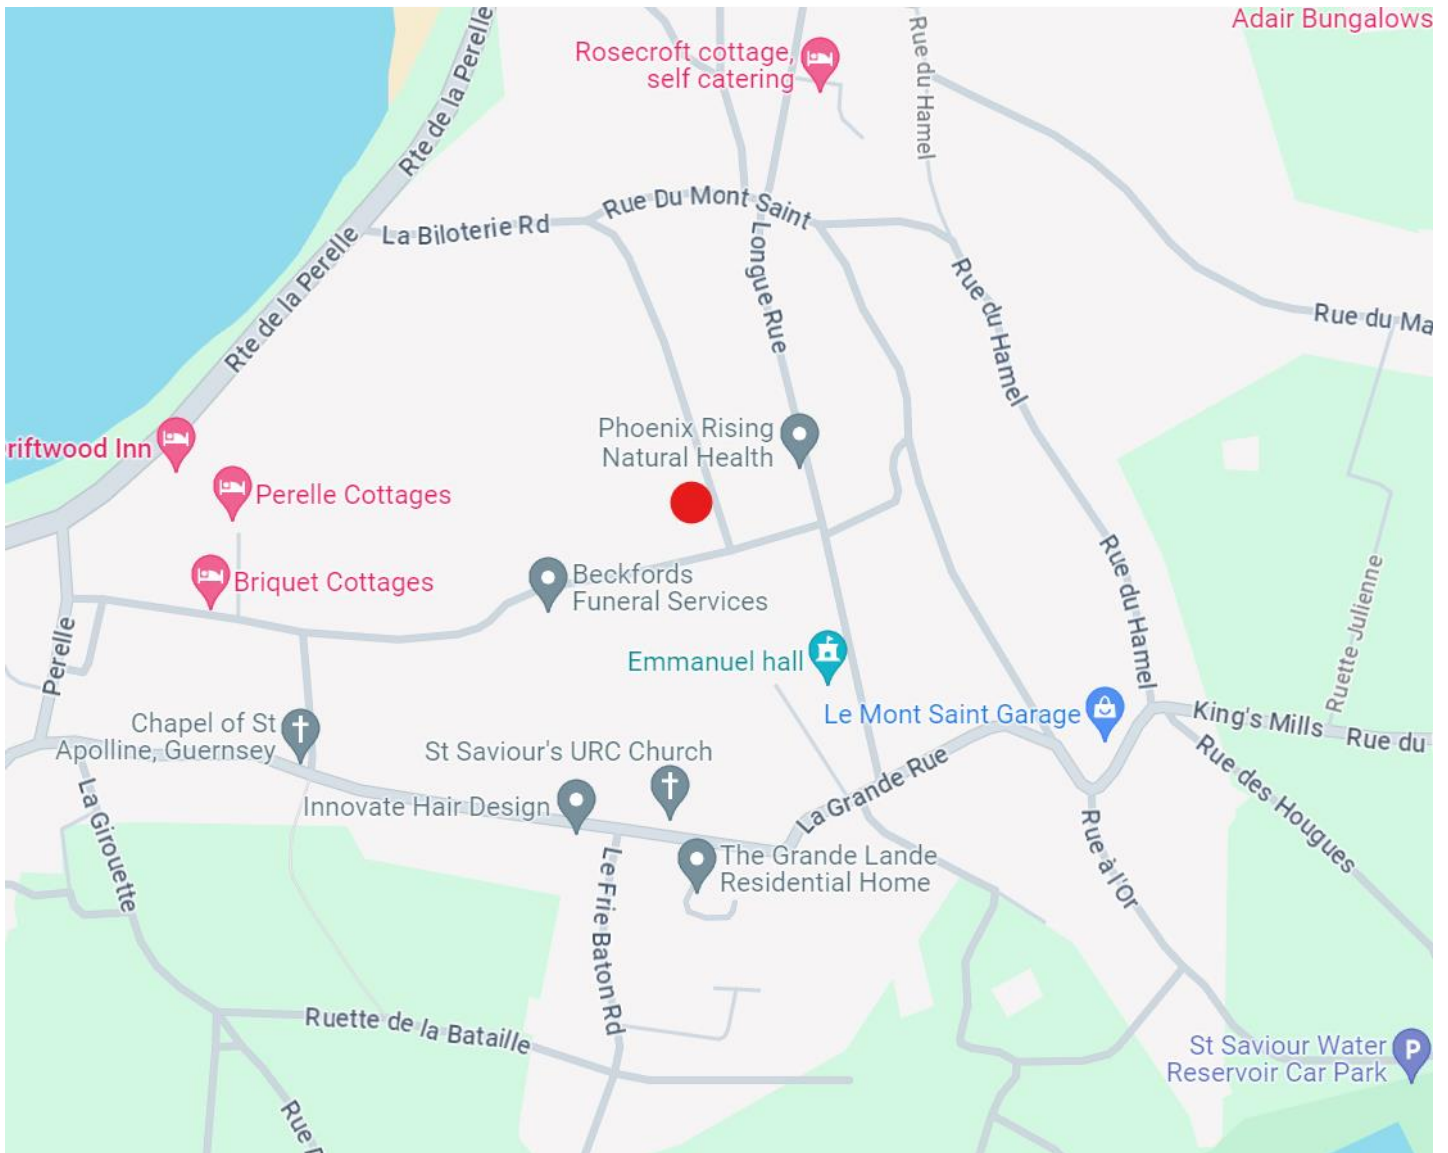 Adair Bungalows
Rosecroft cottage,
self catering
Rue du Hamel
Rte de la Perelle
Rue Du Mont Saint
La Biloterie Rd
Rte de la Perelle
Longue Rue
Rue du Hamel
Rue du Ma
riftwood Inn
Phoenix Rising
Natural Health
Perelle Cottages
Briquet Cottages
Beckfords
Funeral Services
Rue du Hamel
Ruette Julienne
Perelle
Emmanuel hall
Le Mont Saint Garage
King's Mills
Rue du
Chapel of St
Apolline, Guernsey
St Saviour's URC Church
Innovate Hair Design
La Grande Rue
Rue des Hougues
La Girouette
Le Frie Baton Rd
The Grande Lande
Residential Home
Rue à l'Or
Ruette de la Bataille
St Saviour Water
Reservoir Car Park
P
Rue